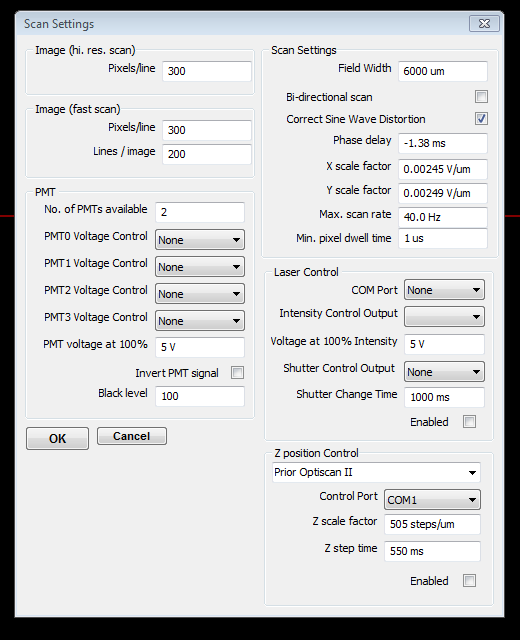 Scan Settings
Image (hi. res. scan)
Pixels/line 300
Image (fast scan)
Pixels/line 300
Lines / image 200
PMT
No. of PMTs available 2
PMT0 Voltage Control None
PMT1 Voltage Control None
PMT2 Voltage Control None
PMT3 Voltage Control None
PMT voltage at 100% 5 V
Invert PMT signal
Black level 100
OK Cancel
Scan Settings
Field Width 6000 um
Bi-directional scan
Correct Sine Wave Distortion
Phase delay -1.38 ms
X scale factor 0.00245 V/um
Y scale factor 0.00249 V/um
Max. scan rate 40.0 Hz
Min. pixel dwell time 1 us
Laser Control
COM Port None
Intensity Control Output
Voltage at 100% Intensity 5 V
Shutter Control Output None
Shutter Change Time 1000 ms
Enabled
Z position Control
Prior Optiscan II
Control Port COM1
Z scale factor 505 steps/um
Z step time 550 ms
Enabled